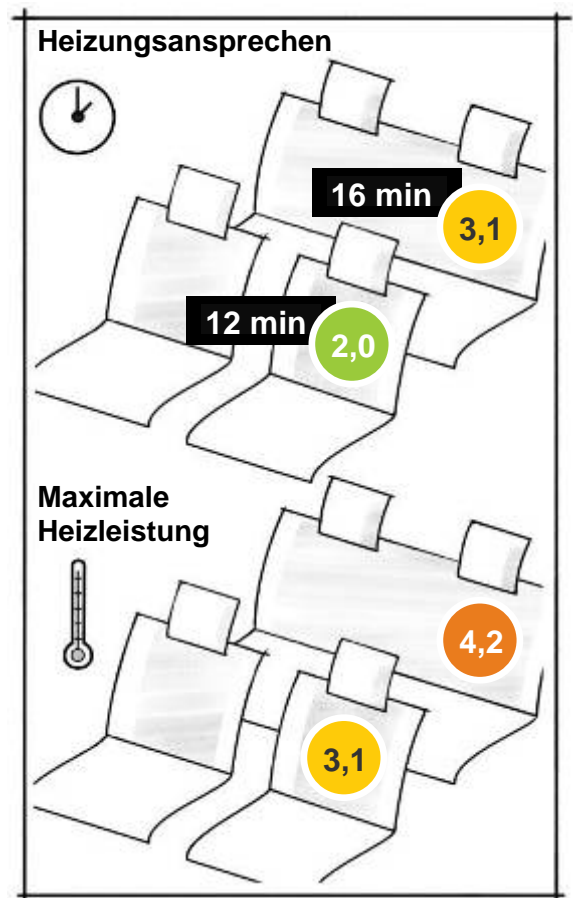 Heizungsansprechen
16 min
3,1
12 min
2,0
Maximale
Heizleistung
4,2
3,1